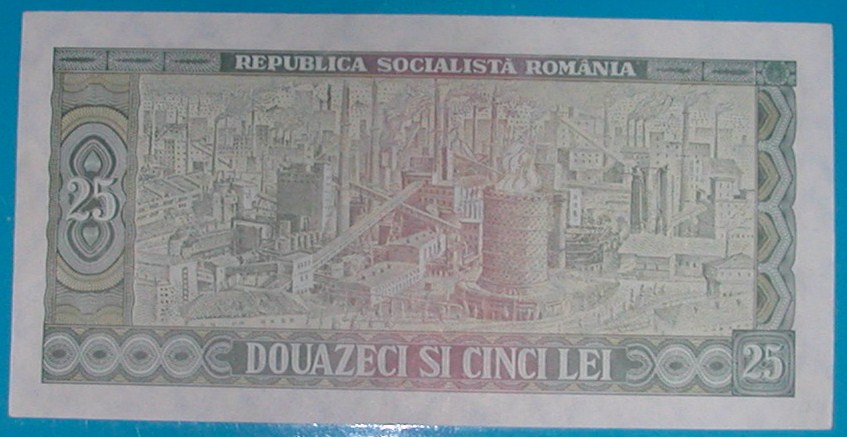 REPUBLICA SOCIALISTĂ ROMÂNIA
25
DOUAZECI SI CINCI LEI
25